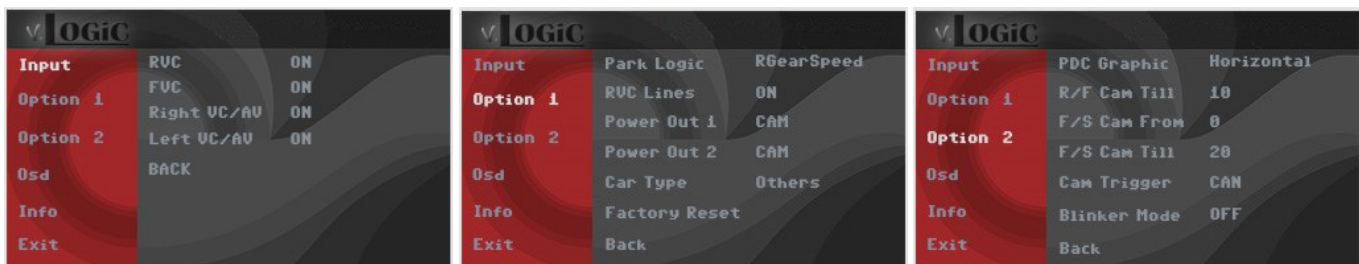 v.LOGiC
Input
Option 1
Option 2
Osd
Info
Exit
RVC ON
FVC ON
Right VC/AV ON
Left VC/AV ON
BACK
v.LOGiC
Input
Option 1
Option 2
Osd
Info
Exit
Park Logic RGearSpeed
RVC Lines ON
Power Out 1 CAM
Power Out 2 CAM
Car Type Others
Factory Reset
Back
v.LOGiC
Input
Option 1
Option 2
Osd
Info
Exit
PDC Graphic Horizontal
R/F Cam Till 10
F/S Cam From 0
F/S Cam Till 20
Cam Trigger CAN
Blinker Mode OFF
Back